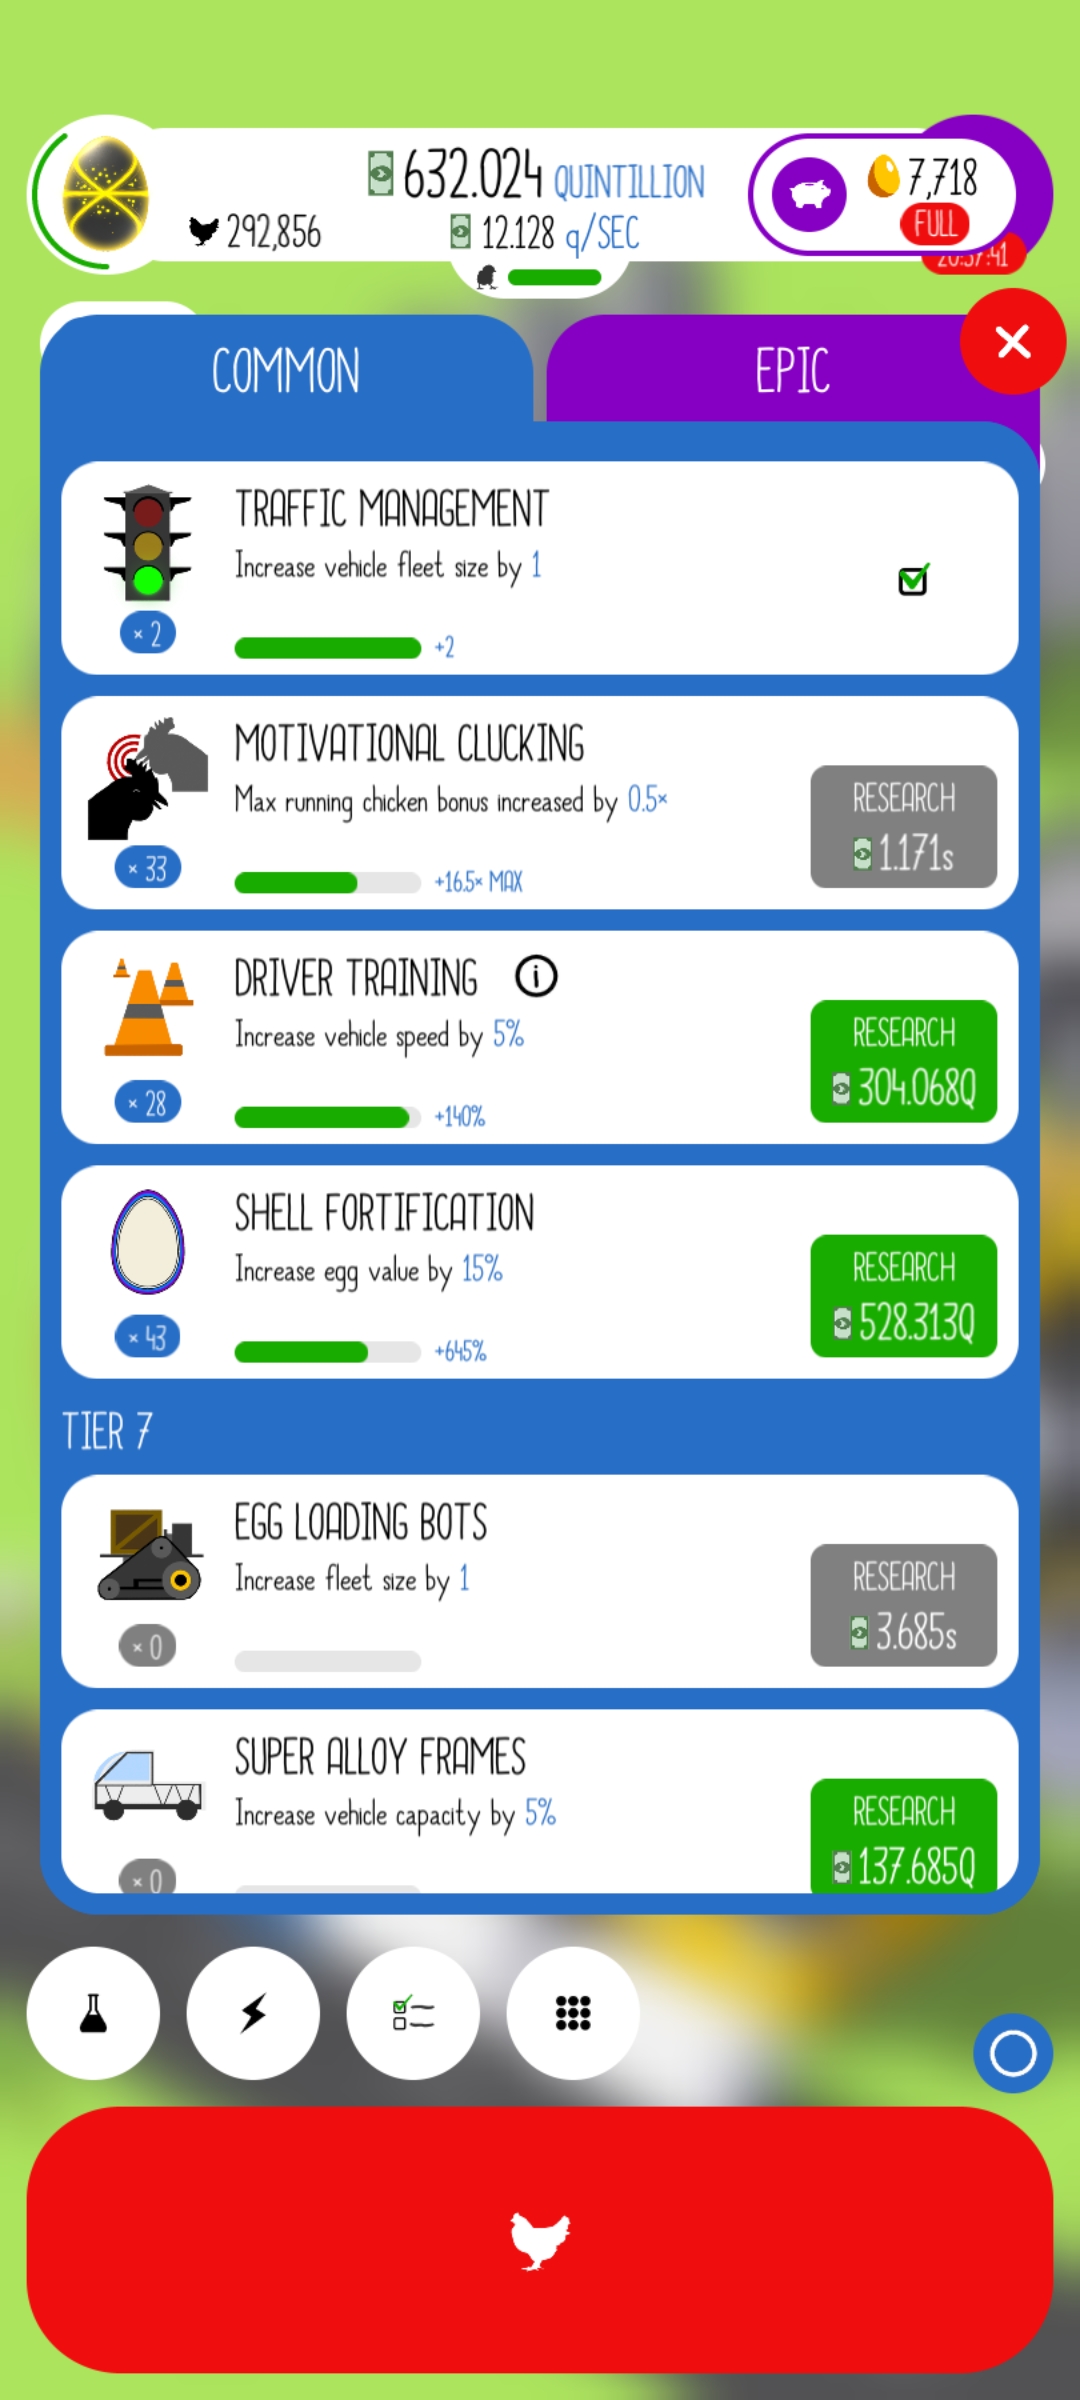 632.024 QUINTILLION
292,856
12.128 q/SEC
7,718
FULL
20:57:41
COMMON
EPIC
TRAFFIC MANAGEMENT
Increase vehicle fleet size by 1
× 2
+2
MOTIVATIONAL CLUCKING
Max running chicken bonus increased by 0.5×
× 33
+16.5× MAX
RESEARCH
1.171s
DRIVER TRAINING i
Increase vehicle speed by 5%
× 28
+140%
RESEARCH
304.068Q
SHELL FORTIFICATION
Increase egg value by 15%
× 43
+645%
RESEARCH
528.313Q
TIER 7
EGG LOADING BOTS
Increase fleet size by 1
× 0
RESEARCH
3.685s
SUPER ALLOY FRAMES
Increase vehicle capacity by 5%
× 0
RESEARCH
137.685Q